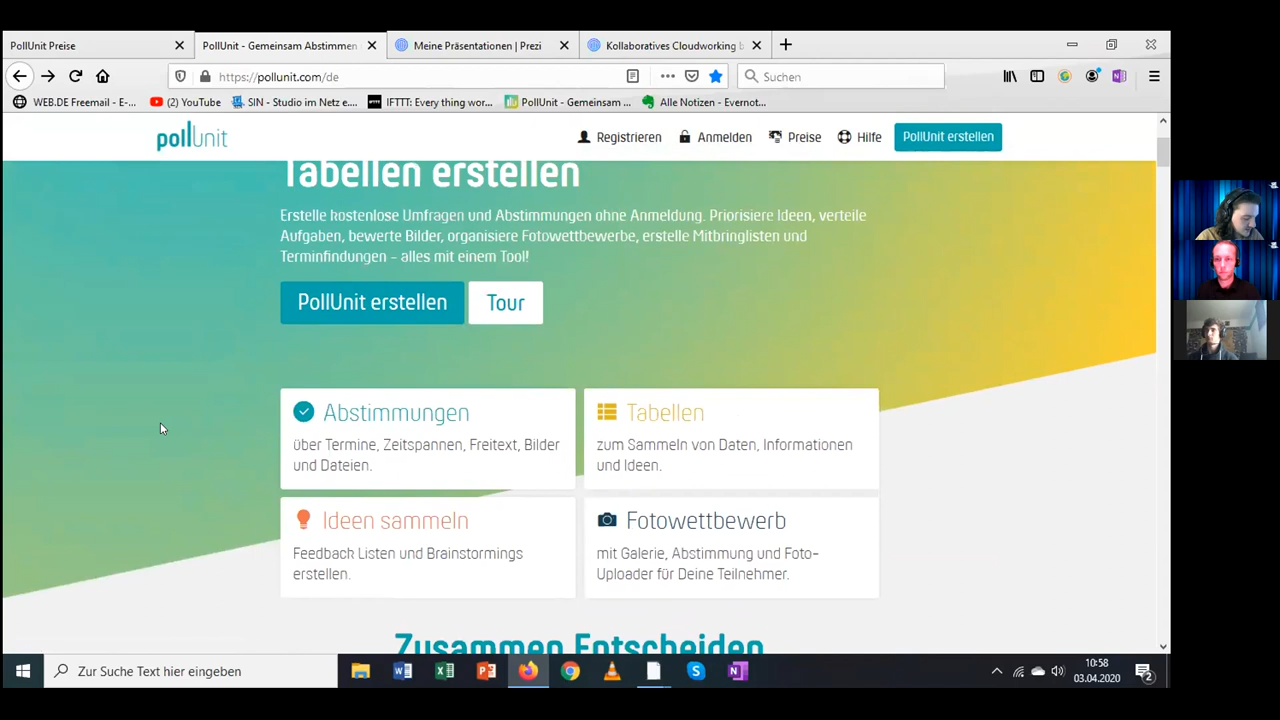 PollUnit Preise
PollUnit - Gemeinsam Abstimmen
Meine Präsentationen | Prezi
Kollaboratives Cloudworking b
https://pollunit.com/de
Suchen
WEB.DE Freemail - E-...
(2) YouTube
SIN - Studio im Netz e....
IFTTT: Every thing wor...
PollUnit - Gemeinsam ...
Alle Notizen - Evernot...
pollUnit
Registrieren
Anmelden
Preise
Hilfe
PollUnit erstellen
Tabellen erstellen
Erstelle kostenlose Umfragen und Abstimmungen ohne Anmeldung. Priorisiere Ideen, verteile
Aufgaben, bewerte Bilder, organisiere Fotowettbewerbe, erstelle Mitbringlisten und
Terminfindungen – alles mit einem Tool!
PollUnit erstellen
Tour
Abstimmungen
über Termine, Zeitspannen, Freitext, Bilder
und Dateien.
Tabellen
zum Sammeln von Daten, Informationen
und Ideen.
Ideen sammeln
Feedback Listen und Brainstormings
erstellen.
Fotowettbewerb
mit Galerie, Abstimmung und Foto-
Uploader für Deine Teilnehmer.
Zusammen Entscheiden
Zur Suche Text hier eingeben
10:58
03.04.2020
2